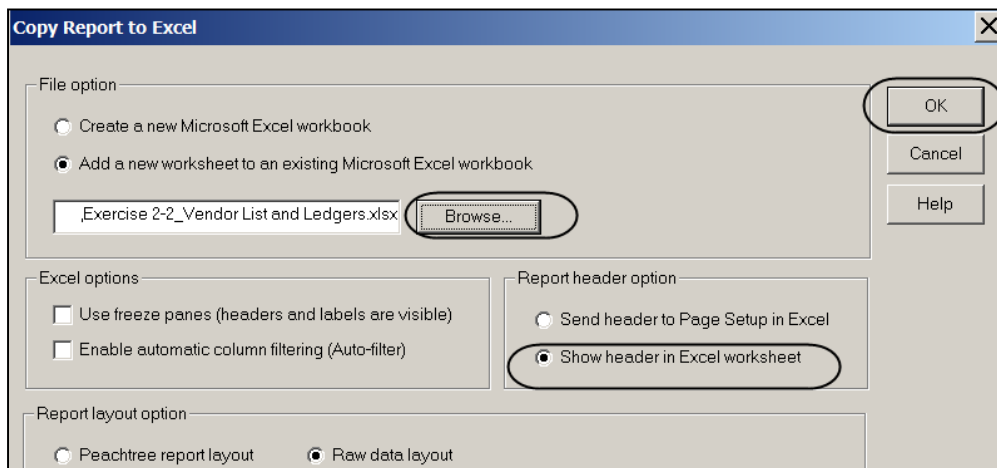 Copy Report to Excel
File option
Create a new Microsoft Excel workbook
Add a new worksheet to an existing Microsoft Excel workbook
,Exercise 2-2_Vendor List and Ledgers.xlsx
Browse...
OK
Cancel
Help
Excel options
Use freeze panes (headers and labels are visible)
Enable automatic column filtering (Auto-filter)
Report header option
Send header to Page Setup in Excel
Show header in Excel worksheet
Report layout option
Peachtree report layout
Raw data layout